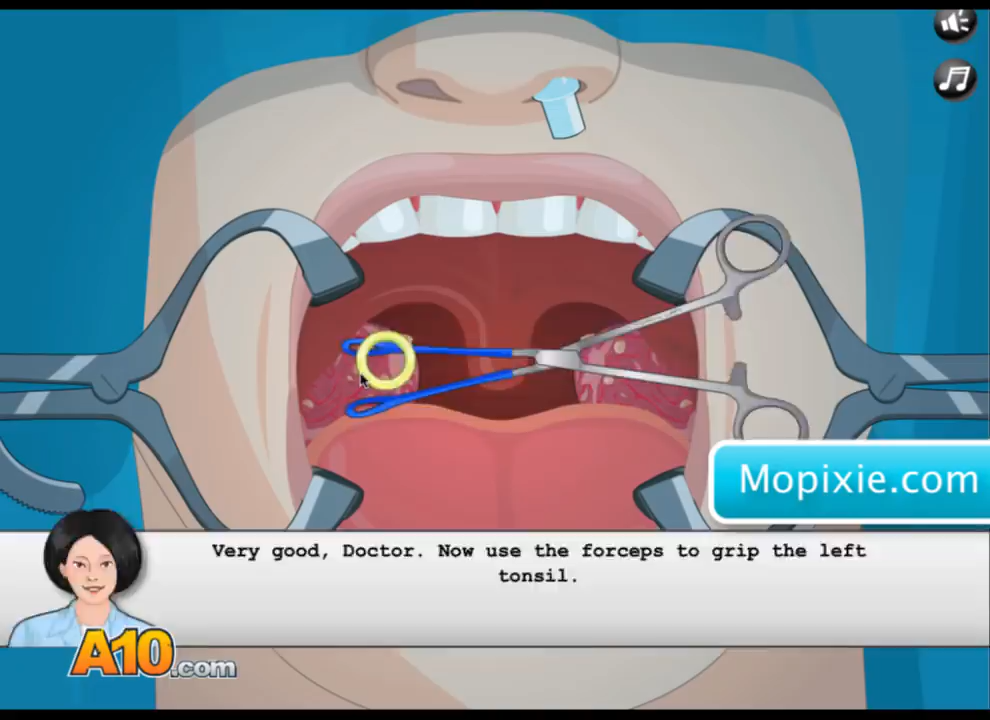 Mopixie.com
Very good, Doctor. Now use the forceps to grip the left
tonsil.
A10.com